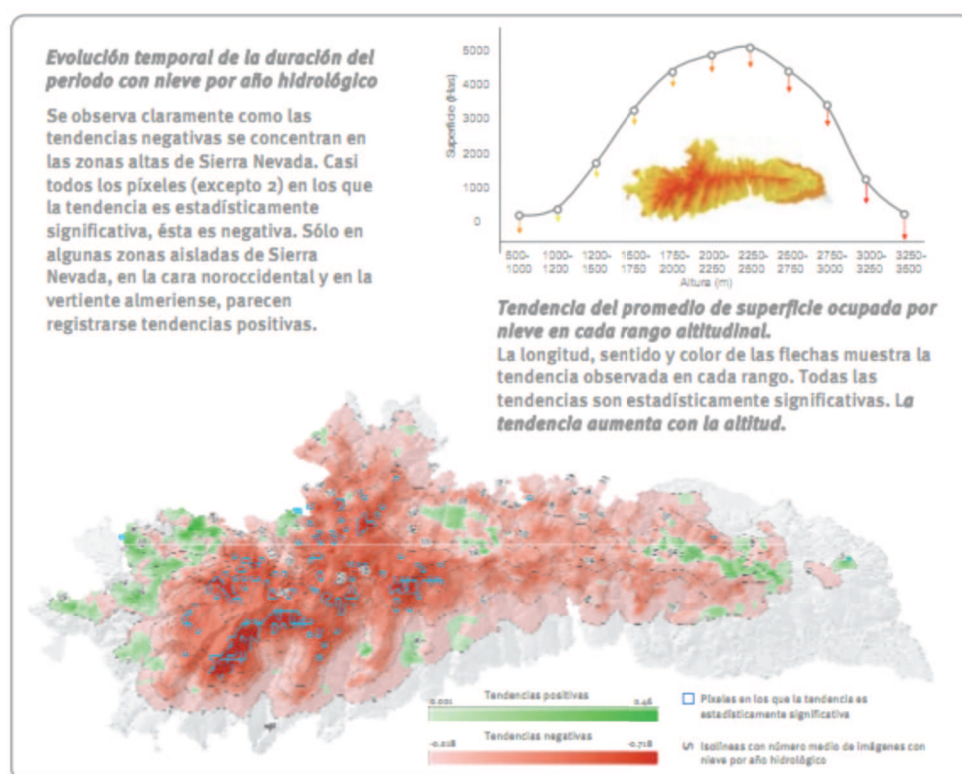 Evolución temporal de la duración del
periodo con nieve por año hidrológico
Se observa claramente como las
tendencias negativas se concentran en
las zonas altas de Sierra Nevada. Casi
todos los píxeles (excepto 2) en los que
la tendencia es estadísticamente
significativa, ésta es negativa. Sólo en
algunas zonas aisladas de Sierra
Nevada, en la cara noroccidental y en la
vertiente almeriense, parecen
registrarse tendencias positivas.
Superficie (Has)
5000
4000
3000
2000
1000
0
500- 1000- 1200- 1500- 1750- 2000- 2250- 2500- 2750- 3000- 3250-
1000 1200 1500 1750 2000 2250 2500 2750 3000 3250 3500
Altura (m)
Tendencia del promedio de superficie ocupada por
nieve en cada rango altitudinal.
La longitud, sentido y color de las flechas muestra la
tendencia observada en cada rango. Todas las
tendencias son estadísticamente significativas. La
tendencia aumenta con la altitud.
Tendencias positivas
0.001 0.46
Tendencias negativas
-0.028 -0.718
Píxeles en los que la tendencia es
estadísticamente significativa
Isolíneas con número medio de imágenes con
nieve por año hidrológico